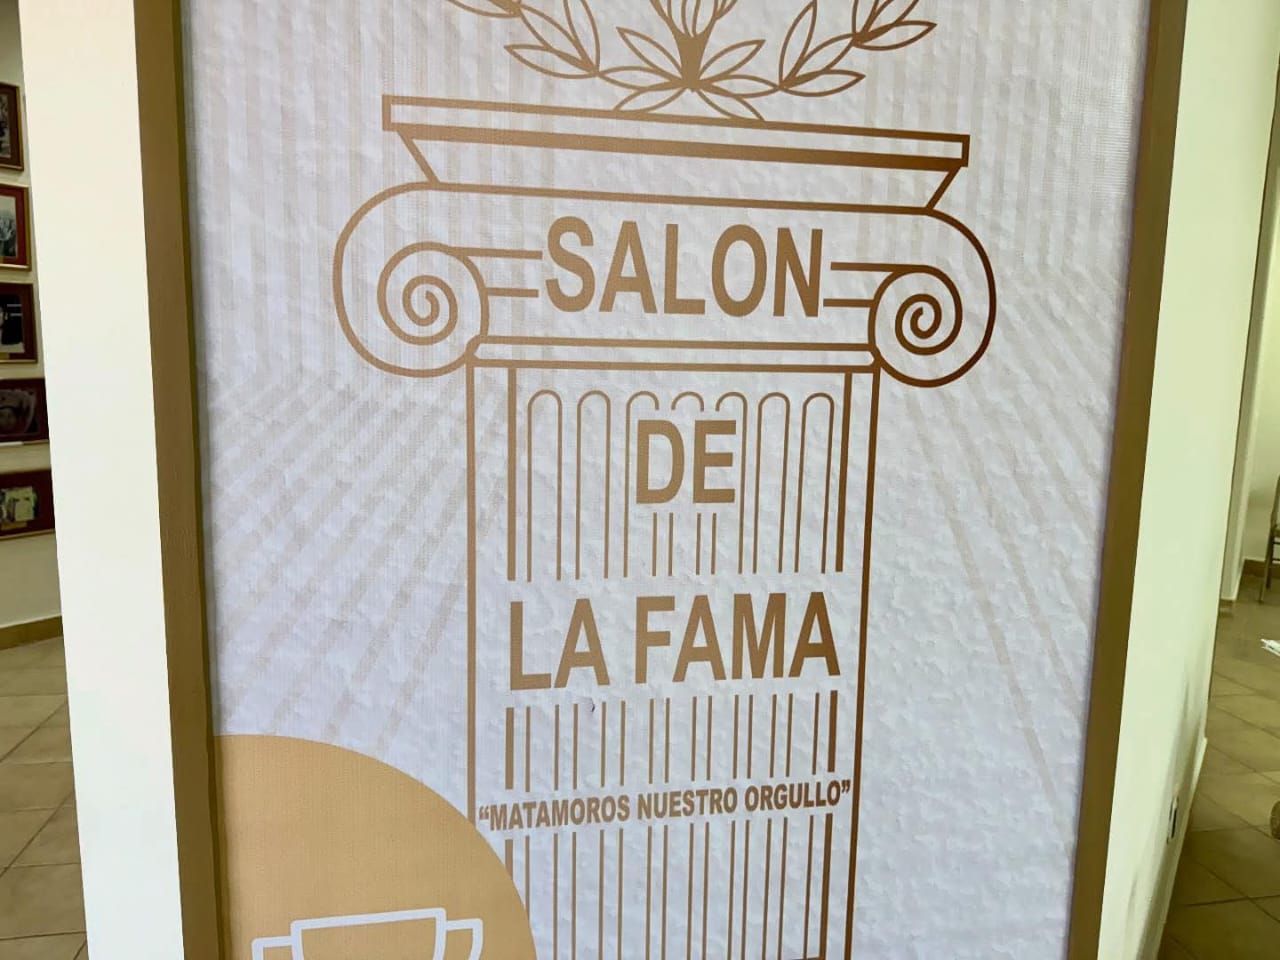 SALON
DE
LA FAMA
“MATAMOROS NUESTRO ORGULLO”